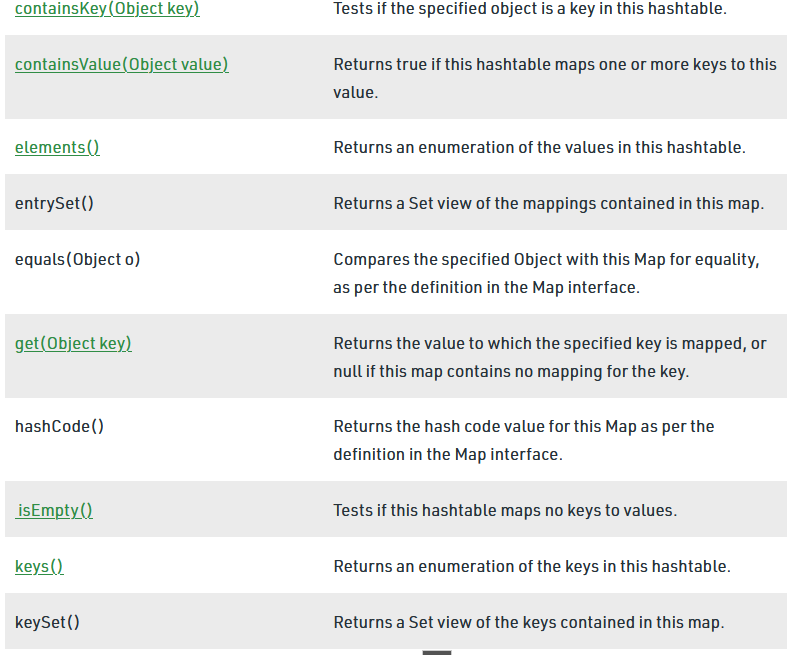 containsKey(Object key) Tests if the specified object is a key in this hashtable.
containsValue(Object value) Returns true if this hashtable maps one or more keys to this
value.
elements() Returns an enumeration of the values in this hashtable.
entrySet() Returns a Set view of the mappings contained in this map.
equals(Object o) Compares the specified Object with this Map for equality,
as per the definition in the Map interface.
get(Object key) Returns the value to which the specified key is mapped, or
null if this map contains no mapping for the key.
hashCode() Returns the hash code value for this Map as per the
definition in the Map interface.
isEmpty() Tests if this hashtable maps no keys to values.
keys() Returns an enumeration of the keys in this hashtable.
keySet() Returns a Set view of the keys contained in this map.